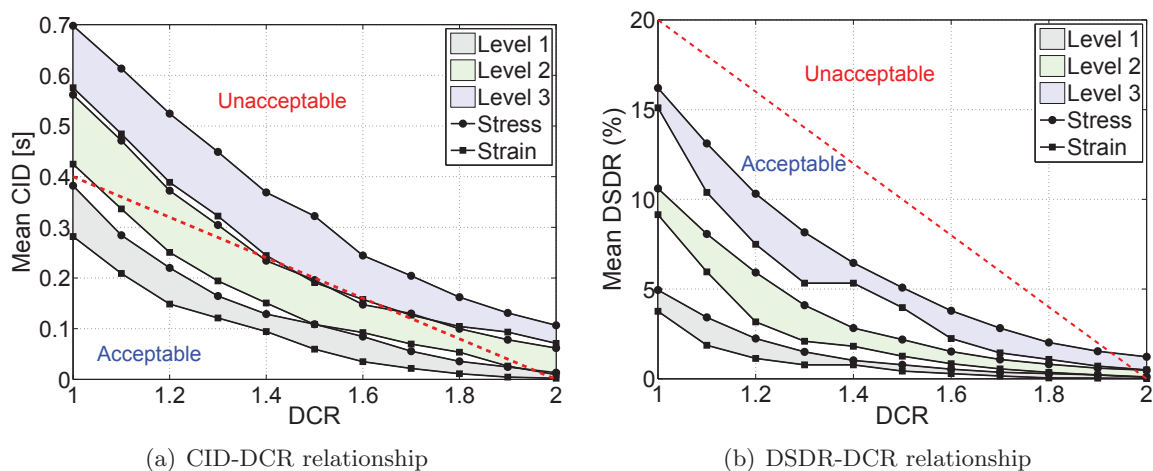 0.7
0.6
0.5
0.4
0.3
0.2
0.1
0
Mean CID [s]
Level 1
Level 2
Level 3
Stress
Strain
Unacceptable
Acceptable
1 1.2 1.4 1.6 1.8 2
DCR
(a) CID-DCR relationship
20
15
10
5
0
Mean DSDR (%)
Level 1
Level 2
Level 3
Stress
Strain
Unacceptable
Acceptable
1 1.2 1.4 1.6 1.8 2
DCR
(b) DSDR-DCR relationship